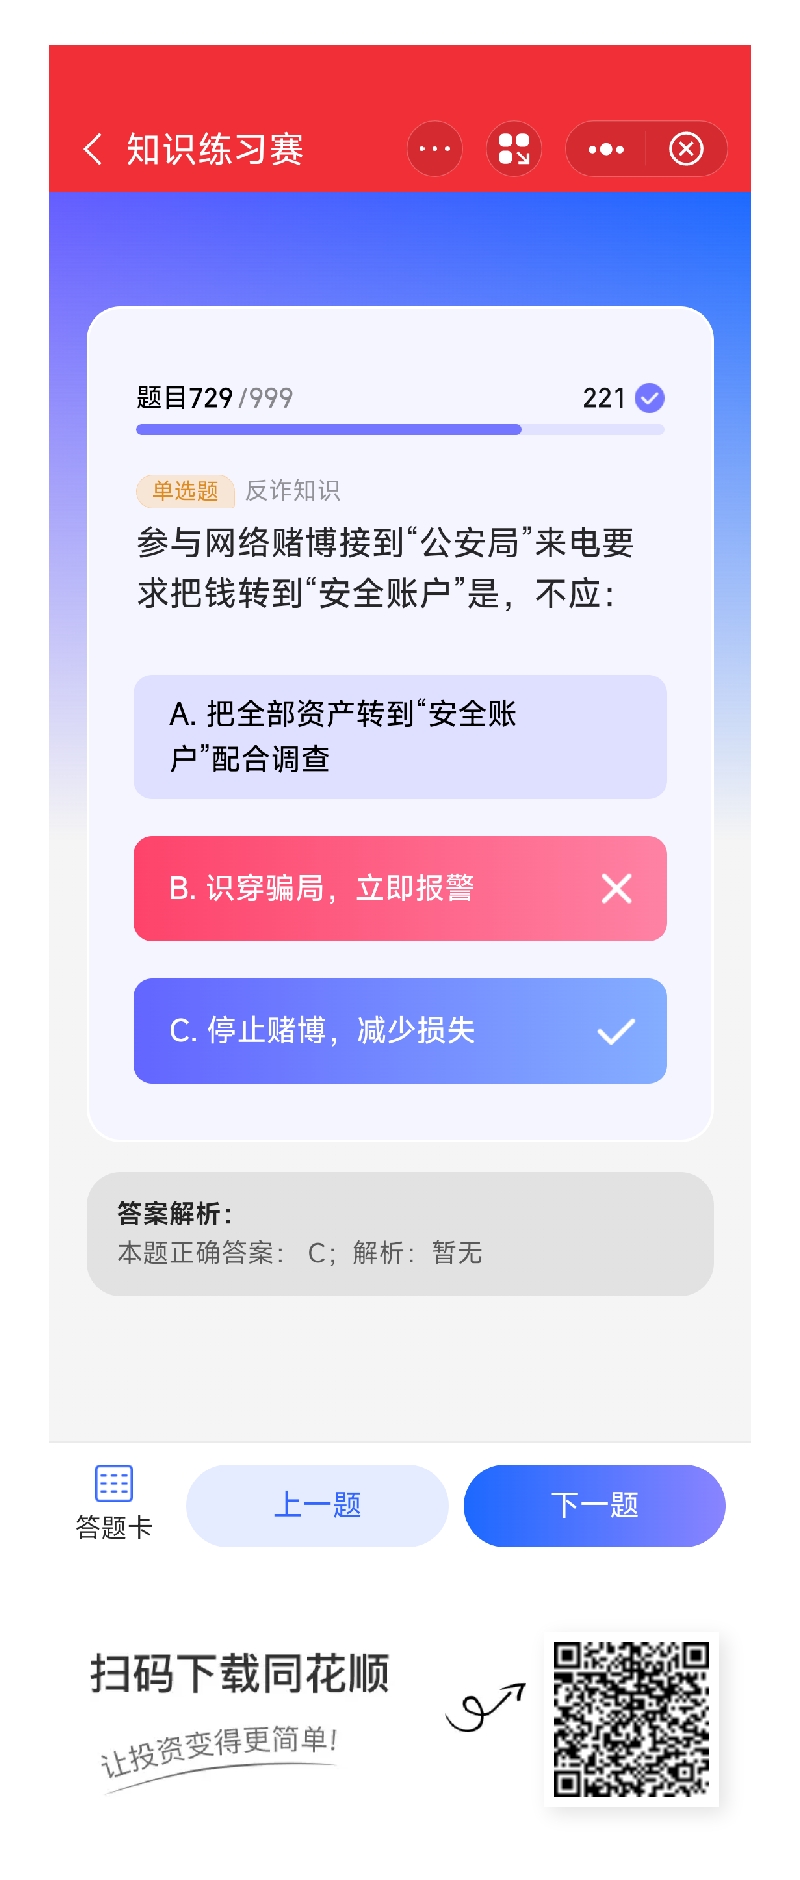 知识练习赛
题目729/999 221
单选题 反诈知识
参与网络赌博接到“公安局”来电要
求把钱转到“安全账户”是，不应：
A. 把全部资产转到“安全账
户”配合调查
B. 识穿骗局，立即报警
C. 停止赌博，减少损失
答案解析：
本题正确答案： C；解析：暂无
答题卡
上一题
下一题
扫码下载同花顺
让投资变得更简单!